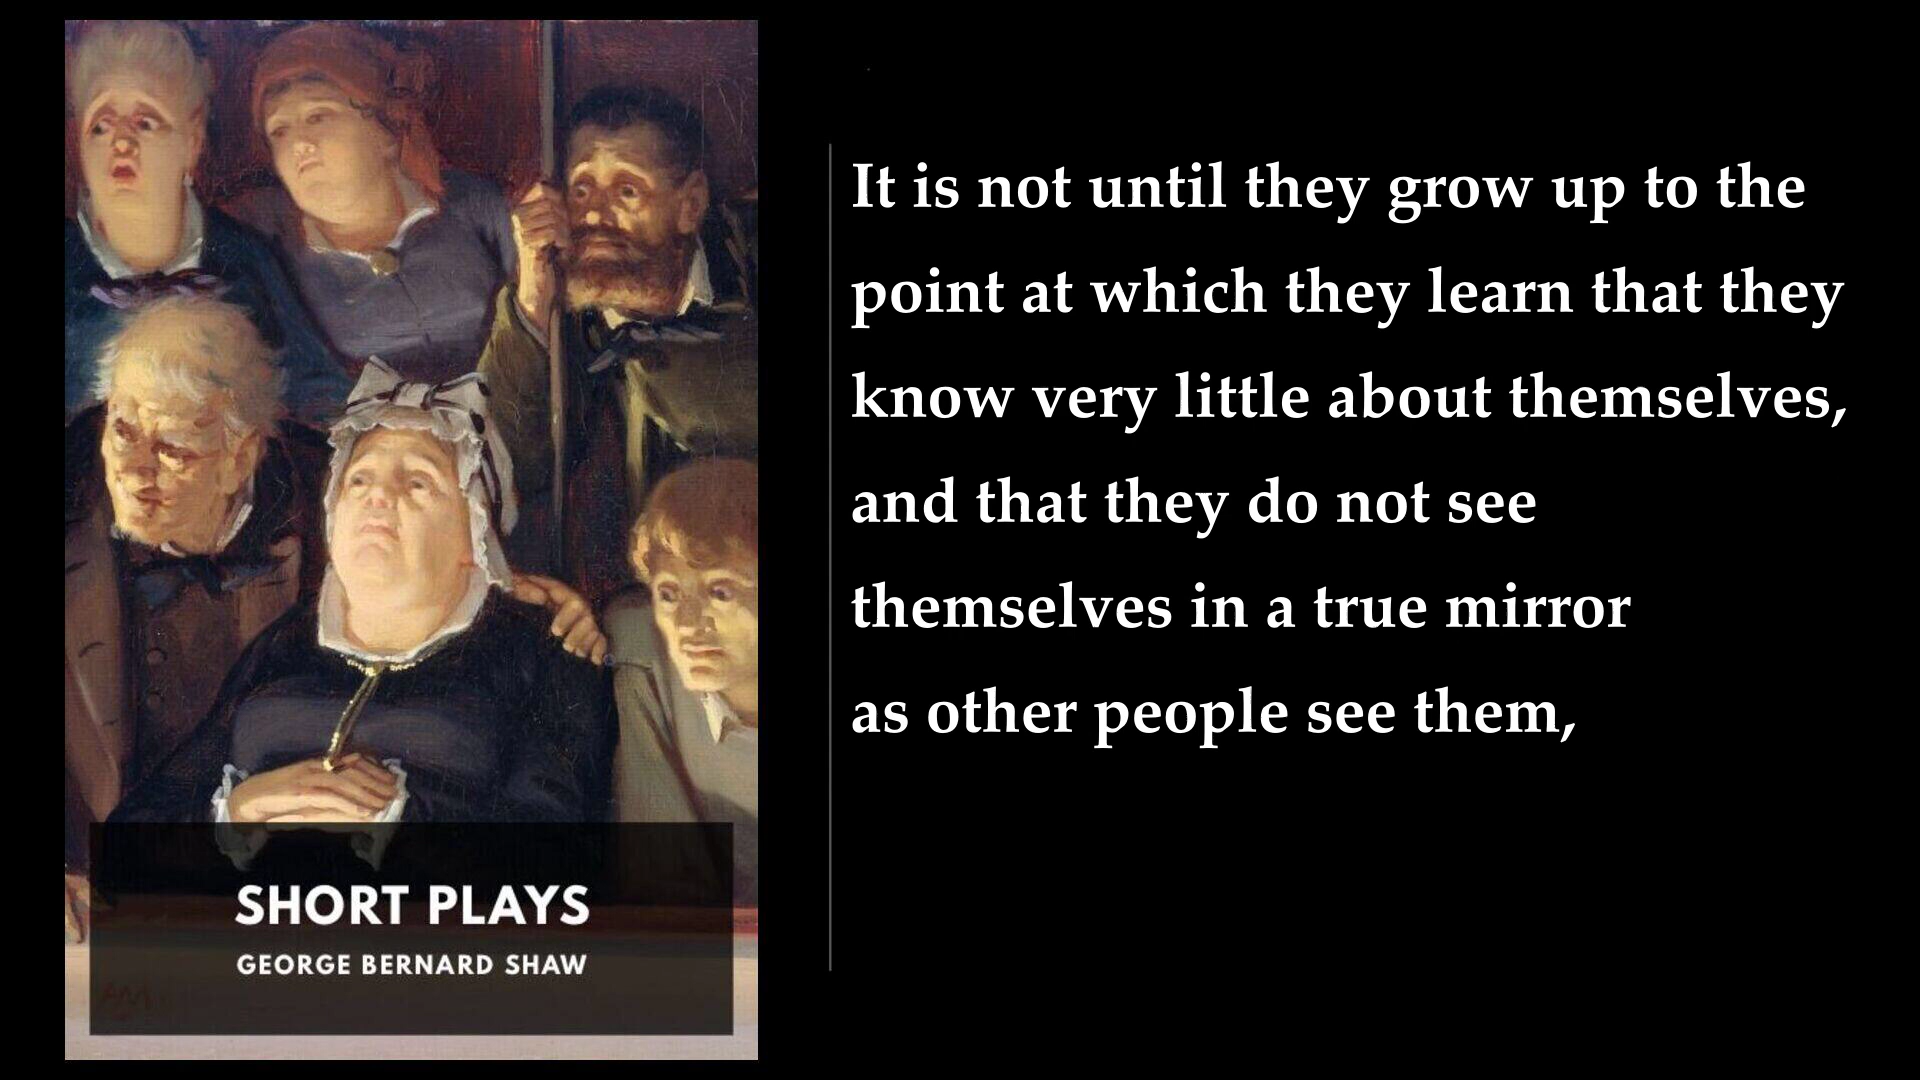 It is not until they grow up to the
point at which they learn that they
know very little about themselves,
and that they do not see
themselves in a true mirror
as other people see them,
SHORT PLAYS
GEORGE BERNARD SHAW